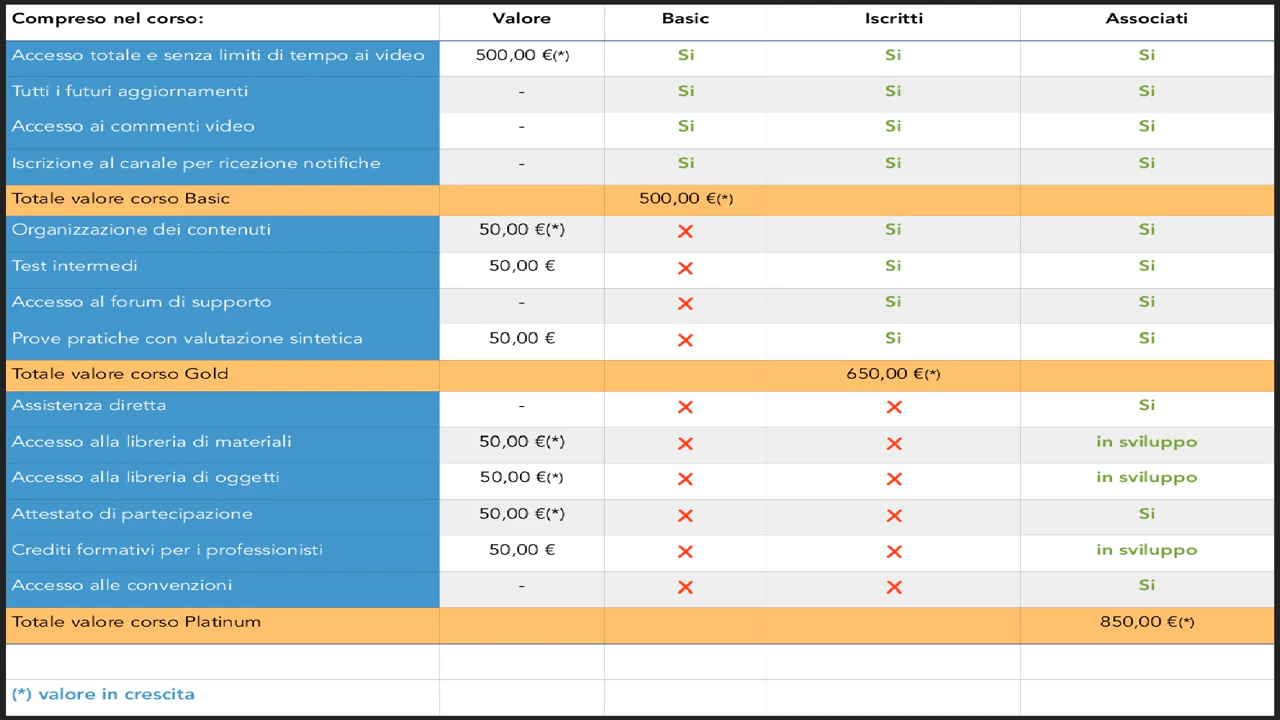 Compreso nel corso: Valore Basic Iscritti Associati
Accesso totale e senza limiti di tempo ai video 500,00 €(*) Si Si Si
Tutti i futuri aggiornamenti - Si Si Si
Accesso ai commenti video - Si Si Si
Iscrizione al canale per ricezione notifiche - Si Si Si
Totale valore corso Basic 500,00 €(*)
Organizzazione dei contenuti 50,00 €(*) ✕ Si Si
Test intermedi 50,00 € ✕ Si Si
Accesso al forum di supporto - ✕ Si Si
Prove pratiche con valutazione sintetica 50,00 € ✕ Si Si
Totale valore corso Gold 650,00 €(*)
Assistenza diretta - ✕ ✕ Si
Accesso alla libreria di materiali 50,00 €(*) ✕ ✕ in sviluppo
Accesso alla libreria di oggetti 50,00 €(*) ✕ ✕ in sviluppo
Attestato di partecipazione 50,00 €(*) ✕ ✕ Si
Crediti formativi per i professionisti 50,00 € ✕ ✕ in sviluppo
Accesso alle convenzioni - ✕ ✕ Si
Totale valore corso Platinum 850,00 €(*)
(*) valore in crescita